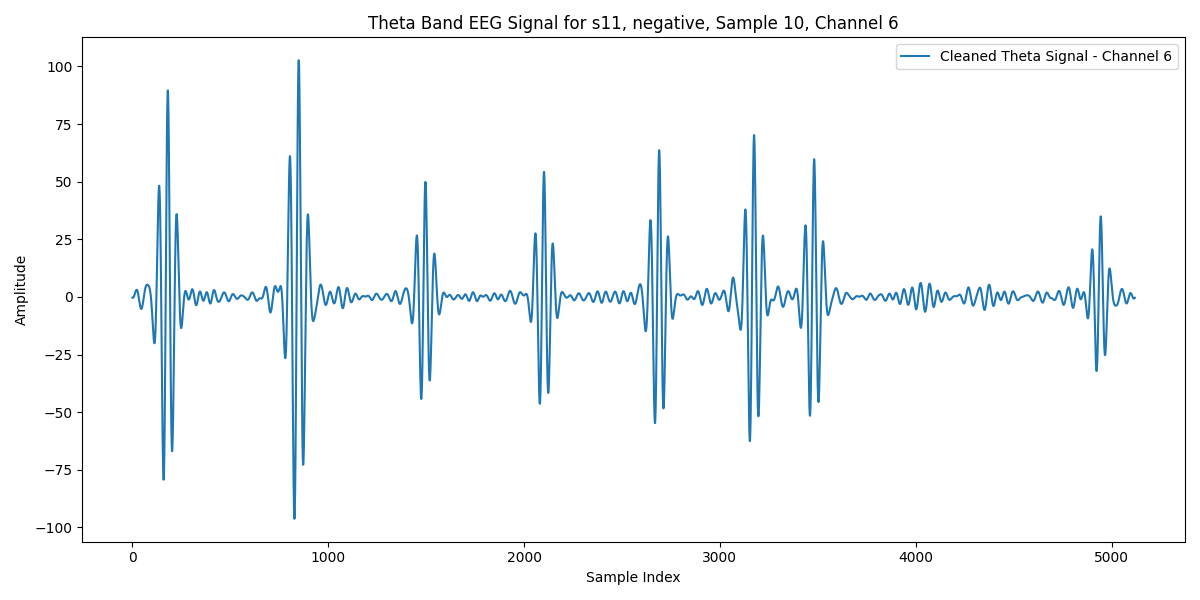 Theta Band EEG Signal for s11, negative, Sample 10, Channel 6
Cleaned Theta Signal - Channel 6
100
75
50
25
0
−25
−50
−75
−100
Amplitude
0 1000 2000 3000 4000 5000
Sample Index